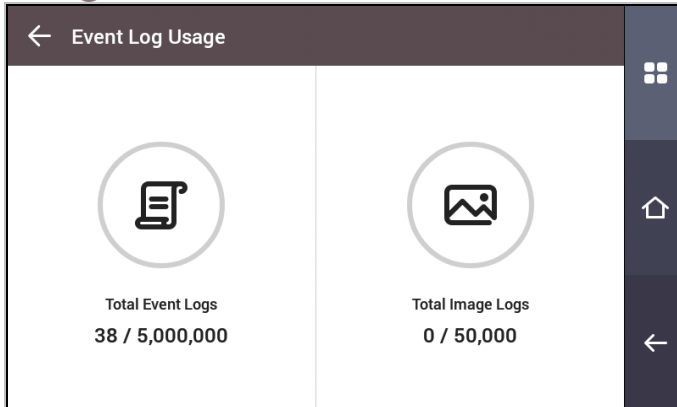 Event Log Usage
Total Event Logs
38 / 5,000,000
Total Image Logs
0 / 50,000